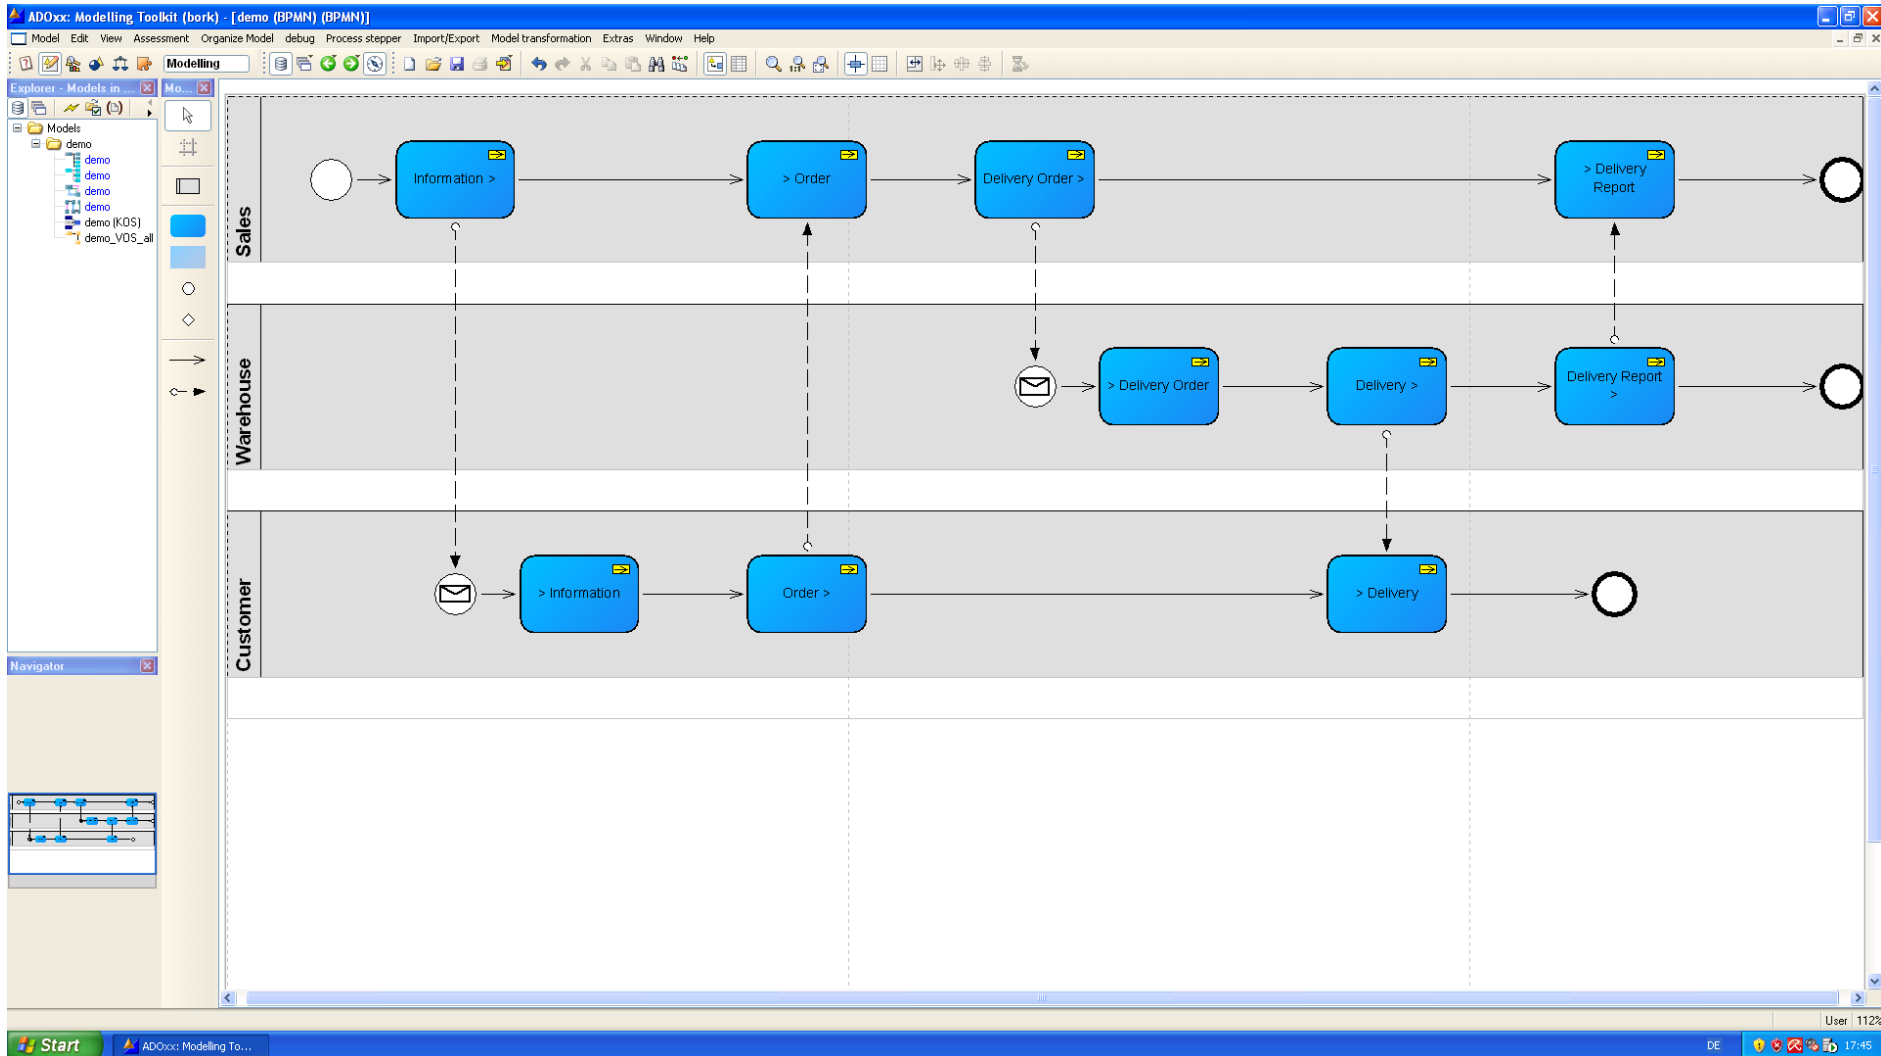 ADOxx: Modelling Toolkit (bork) - [demo (BPMN) (BPMN)]
Model Edit View Assessment Organize Model debug Process stepper Import/Export Model transformation Extras Window Help
Modelling
Explorer - Models in ...
Mo...
Models
demo
demo
demo
demo
demo
demo (KOS)
demo_VOS_all
Navigator
Sales
Information >
> Order
Delivery Order >
> Delivery
Report
Warehouse
> Delivery Order
Delivery >
Delivery Report
>
Customer
> Information
Order >
> Delivery
User 112%
Start
ADOxx: Modelling To...
DE
17:45